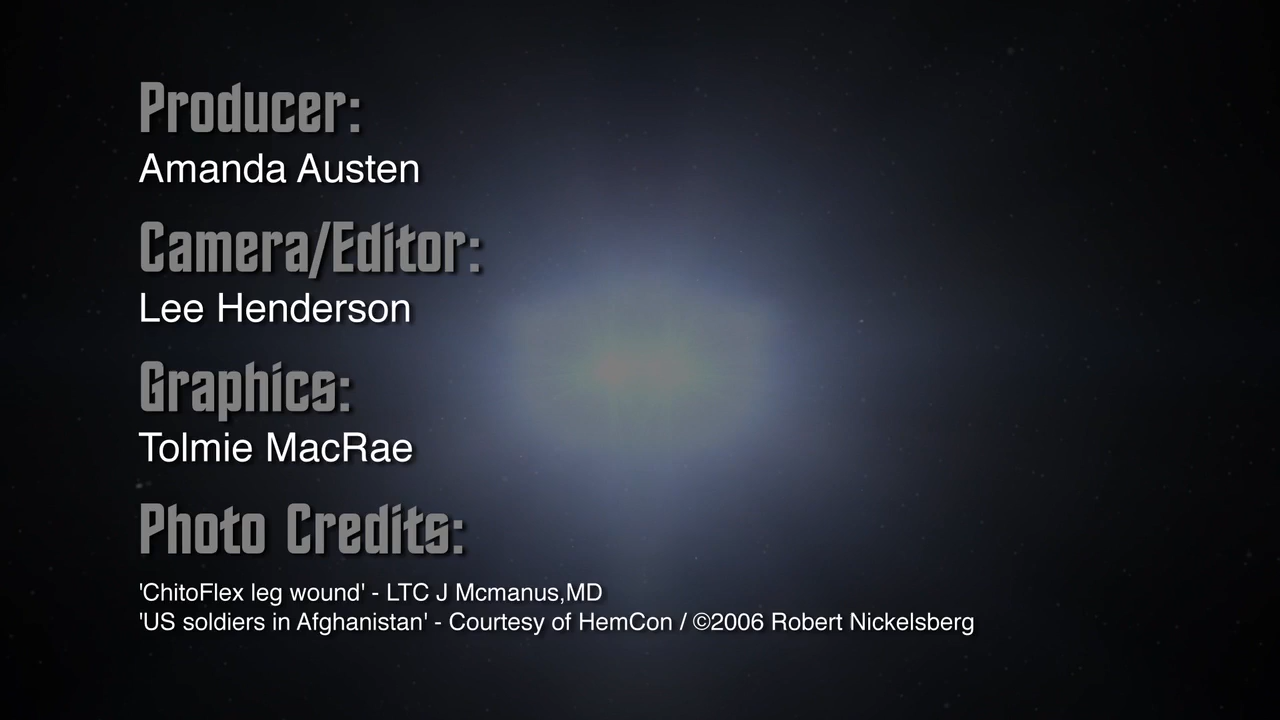 Producer:
Amanda Austen
Camera/Editor:
Lee Henderson
Graphics:
Tolmie MacRae
Photo Credits:
'ChitoFlex leg wound' - LTC J Mcmanus,MD
'US soldiers in Afghanistan' - Courtesy of HemCon / ©2006 Robert Nickelsberg